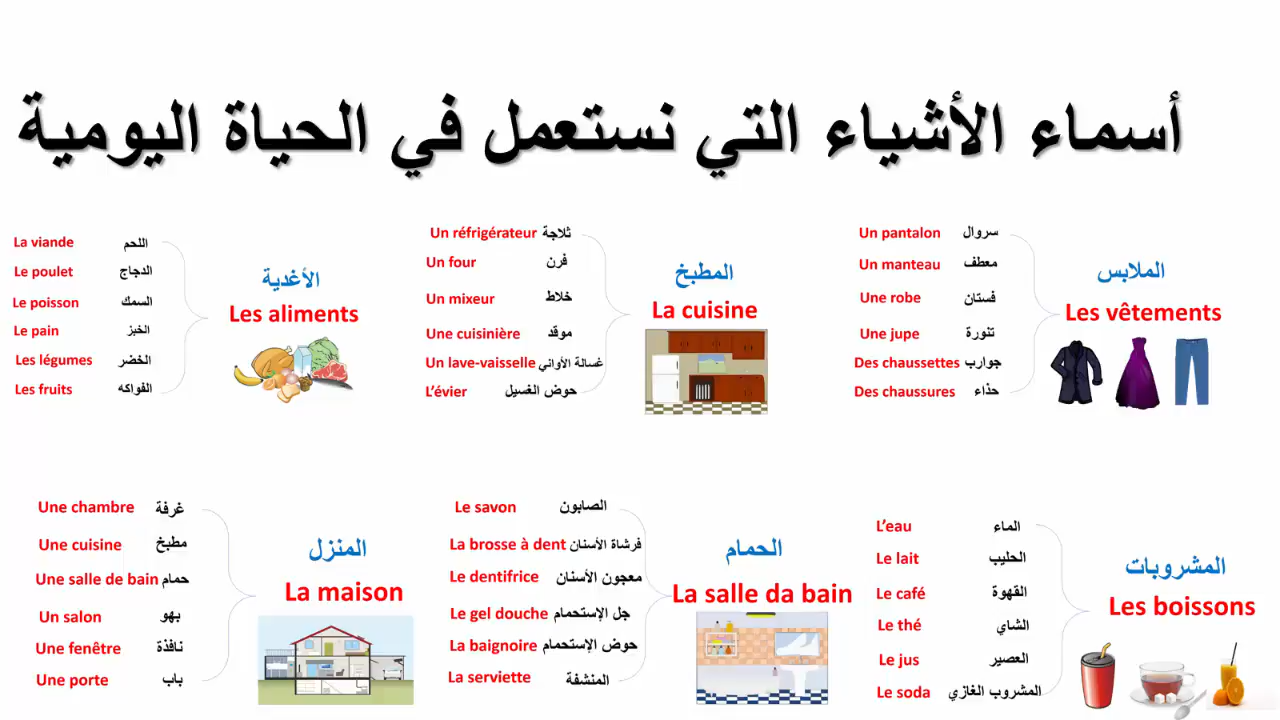 أسماء الأشياء التي نستعمل في الحياة اليومية
La viande اللحم
Le poulet الدجاج
Le poisson السمك
Le pain الخبز
Les légumes الخضر
Les fruits الفواكه
الأغدية
Les aliments
Un réfrigérateur ثلاجة
Un four فرن
Un mixeur خلاط
Une cuisinière موقد
Un lave-vaisselle غسالة الأواني
L’évier حوض الغسيل
المطبخ
La cuisine
Un pantalon سروال
Un manteau معطف
Une robe فستان
Une jupe تنورة
Des chaussettes جوارب
Des chaussures حذاء
الملابس
Les vêtements
Une chambre غرفة
Une cuisine مطبخ
Une salle de bain حمام
Un salon بهو
Une fenêtre نافذة
Une porte باب
المنزل
La maison
Le savon الصابون
La brosse à dent فرشاة الأسنان
Le dentifrice معجون الأسنان
Le gel douche جل الإستحمام
La baignoire حوض الإستحمام
La serviette المنشفة
الحمام
La salle da bain
L’eau الماء
Le lait الحليب
Le café القهوة
Le thé الشاي
Le jus العصير
Le soda المشروب الغازي
المشروبات
Les boissons